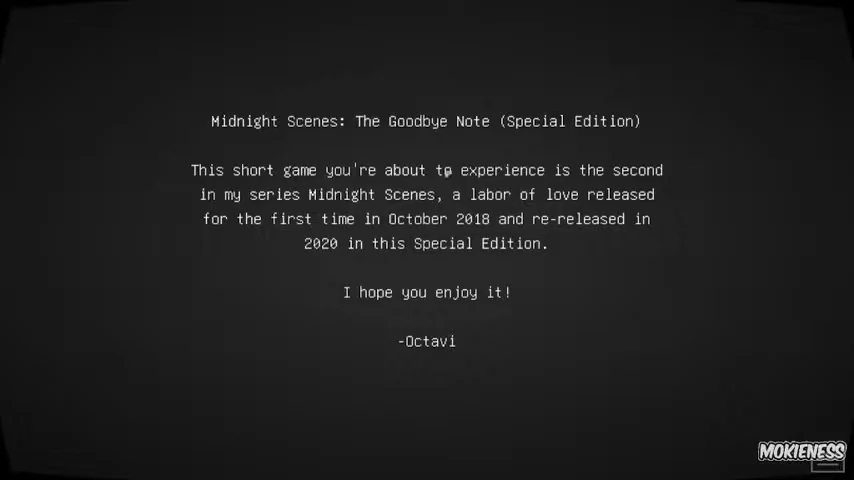 Midnight Scenes: The Goodbye Note (Special Edition)
This short game you're about to experience is the second
in my series Midnight Scenes, a labor of love released
for the first time in October 2018 and re-released in
2020 in this Special Edition.
I hope you enjoy it!
-Octavi
MOKIENESS